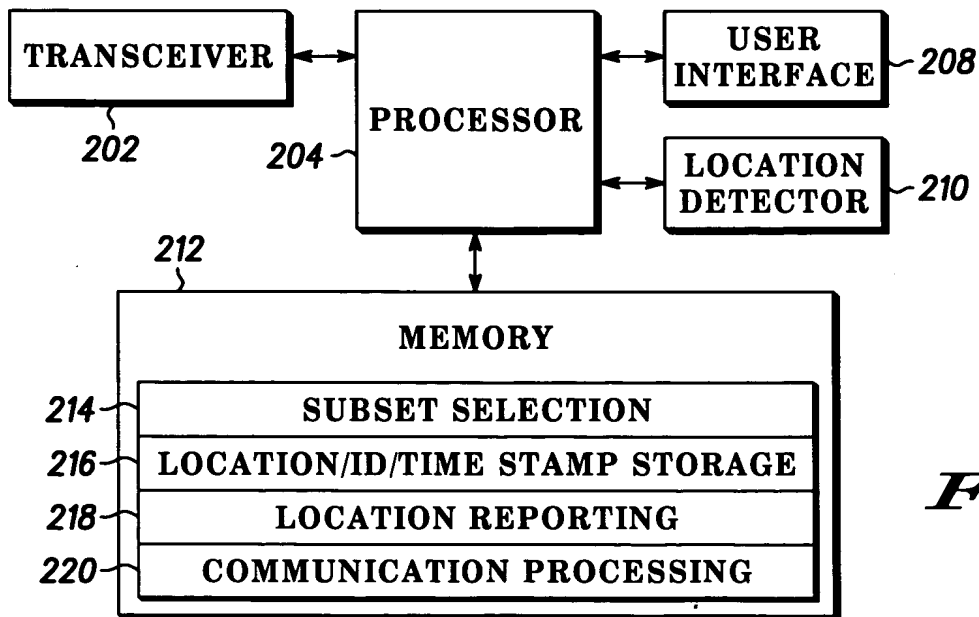 TRANSCEIVER
202
PROCESSOR
204
USER
INTERFACE
208
LOCATION
DETECTOR
210
212
MEMORY
214
SUBSET SELECTION
216
LOCATION/ID/TIME STAMP STORAGE
218
LOCATION REPORTING
220
COMMUNICATION PROCESSING
F